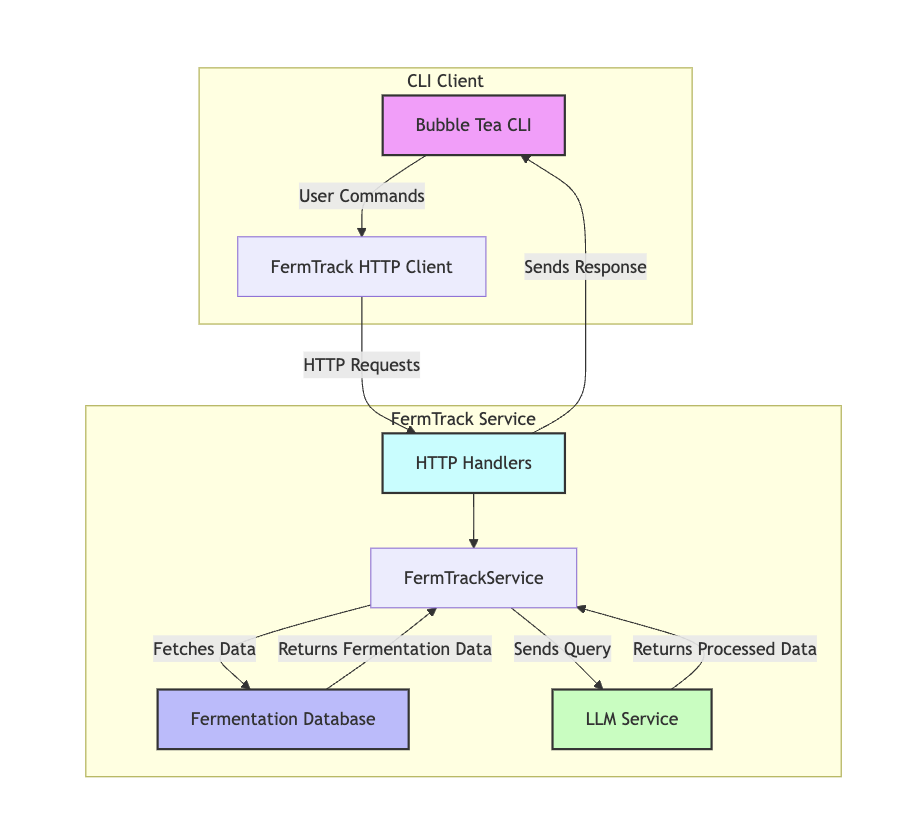 CLI Client
Bubble Tea CLI
User Commands
FermTrack HTTP Client
Sends Response
HTTP Requests
FermTrack Service
HTTP Handlers
FermTrackService
Fetches Data
Returns Fermentation Data
Sends Query
Returns Processed Data
Fermentation Database
LLM Service